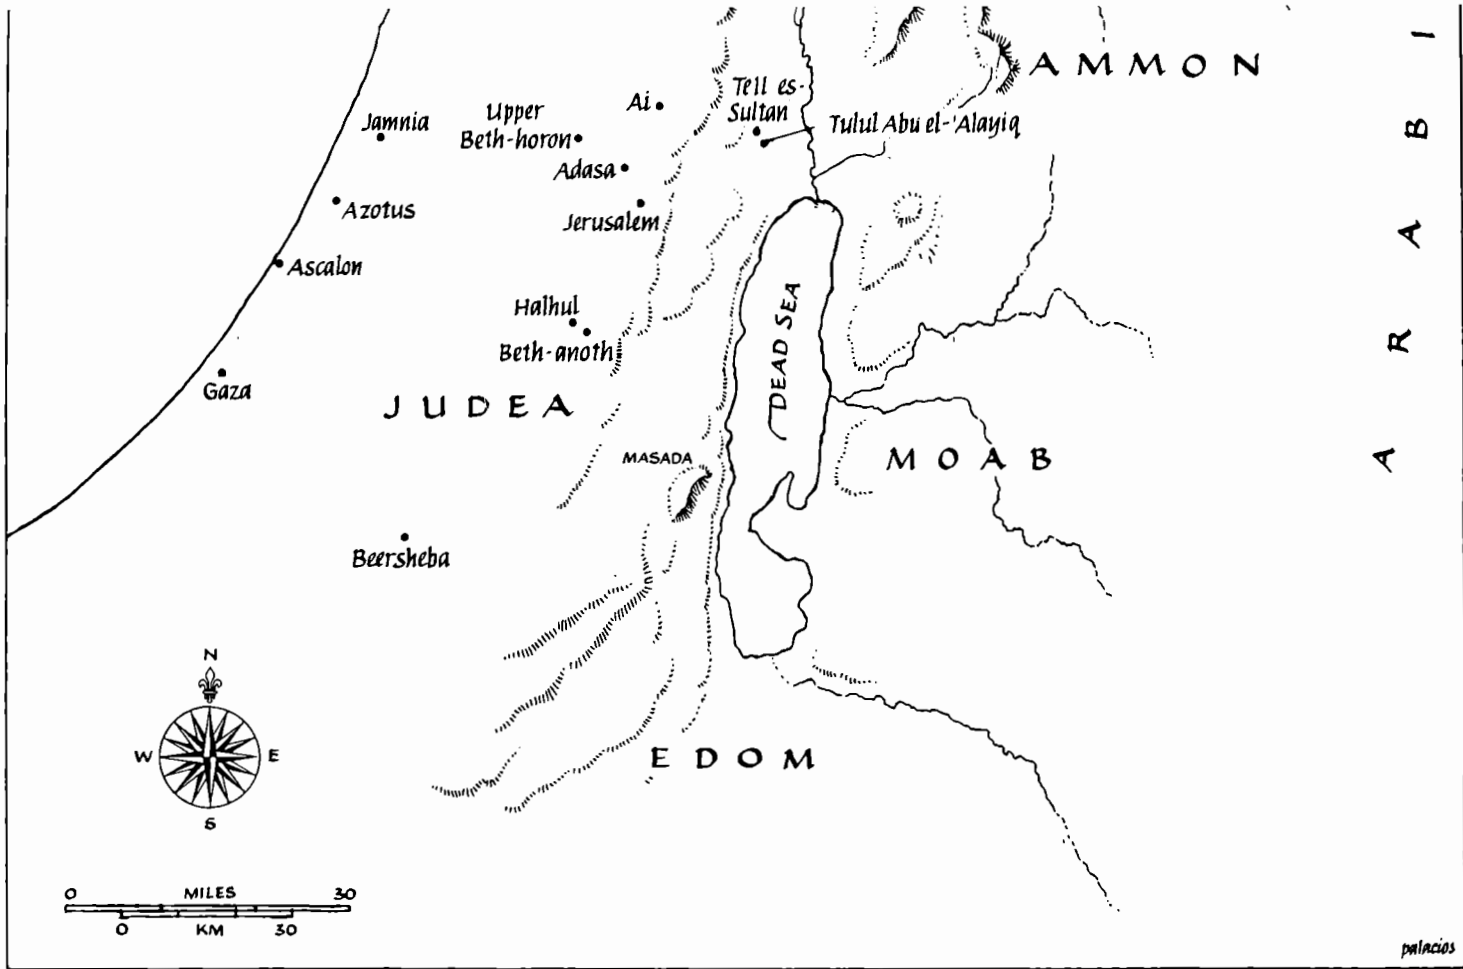 AMMON
Tell es-
Sultan
Ai
Upper
Beth-horon
Jamnia
Tulul Abu el-'Alayiq
Adasa
Azotus
Jerusalem
Ascalon
Halhul
Beth-anoth
DEAD SEA
Gaza
JUDEA
MASADA
MOAB
ARABI
Beersheba
N
W E
S
EDOM
0 MILES 30
0 KM 30
palacios